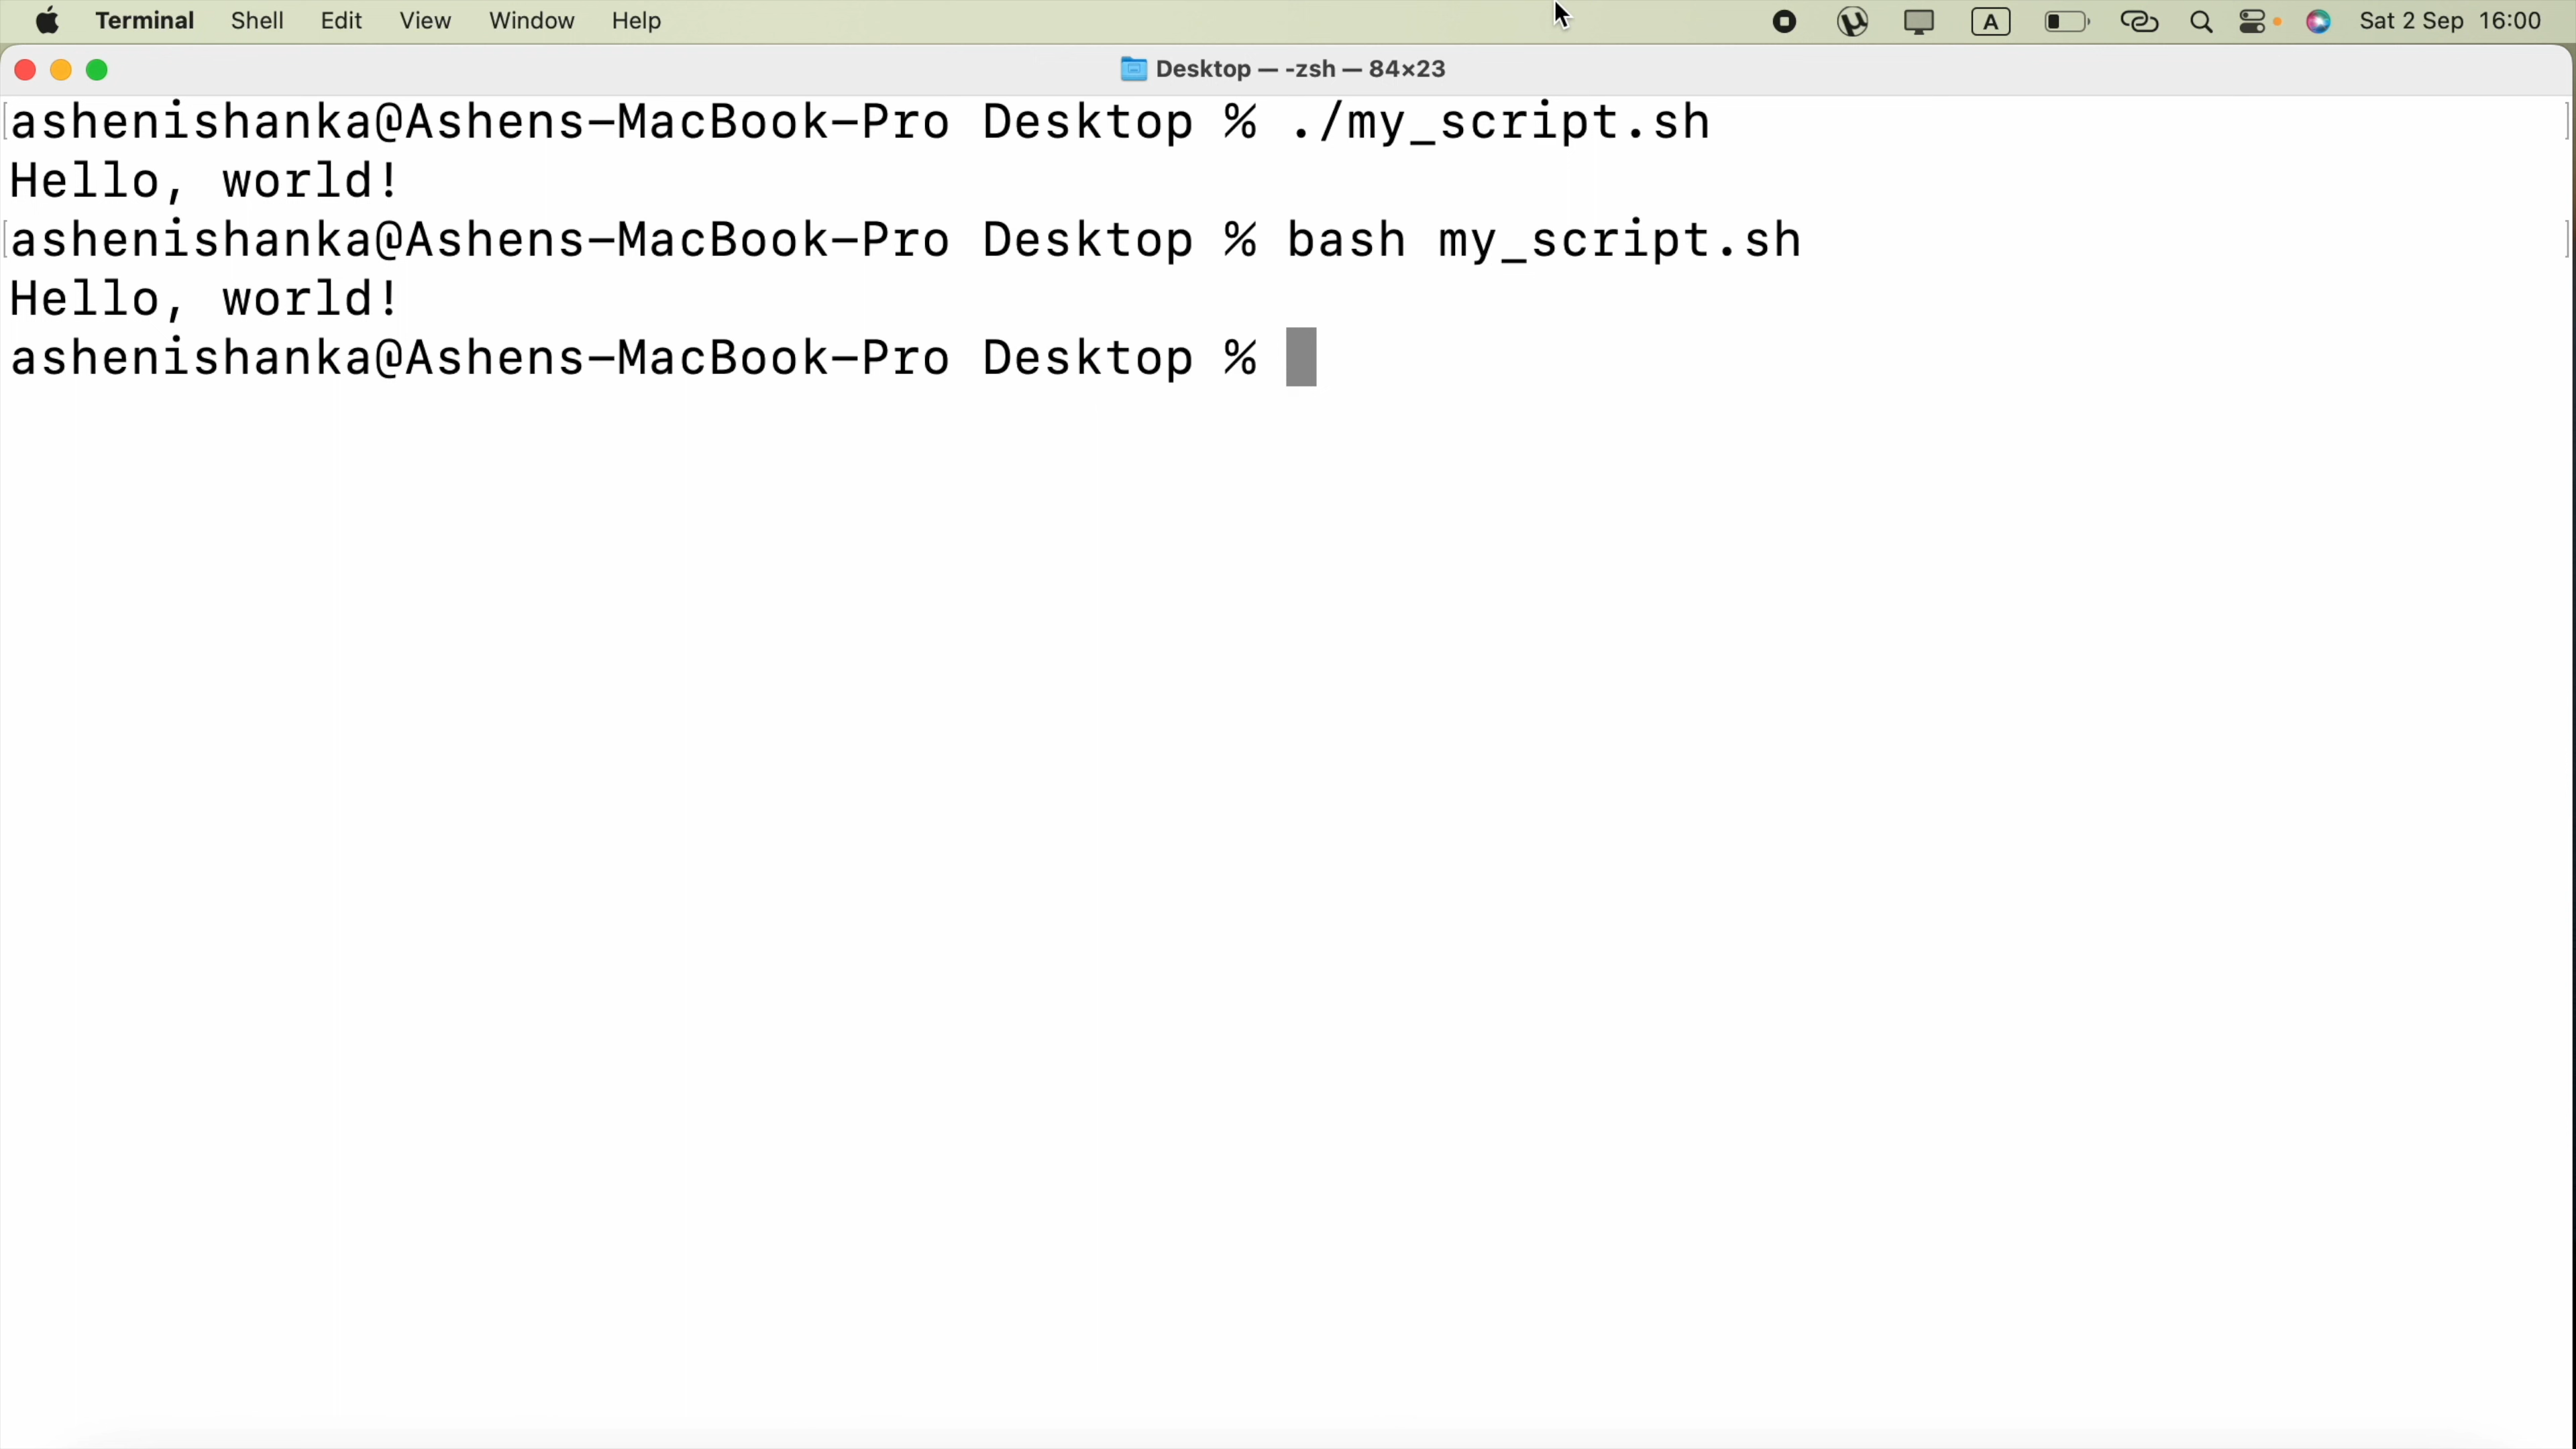 Terminal Shell Edit View Window Help A Sat 2 Sep 16:00
Desktop — -zsh — 84×23
ashenishanka@Ashens-MacBook-Pro Desktop % ./my_script.sh
Hello, world!
ashenishanka@Ashens-MacBook-Pro Desktop % bash my_script.sh
Hello, world!
ashenishanka@Ashens-MacBook-Pro Desktop %